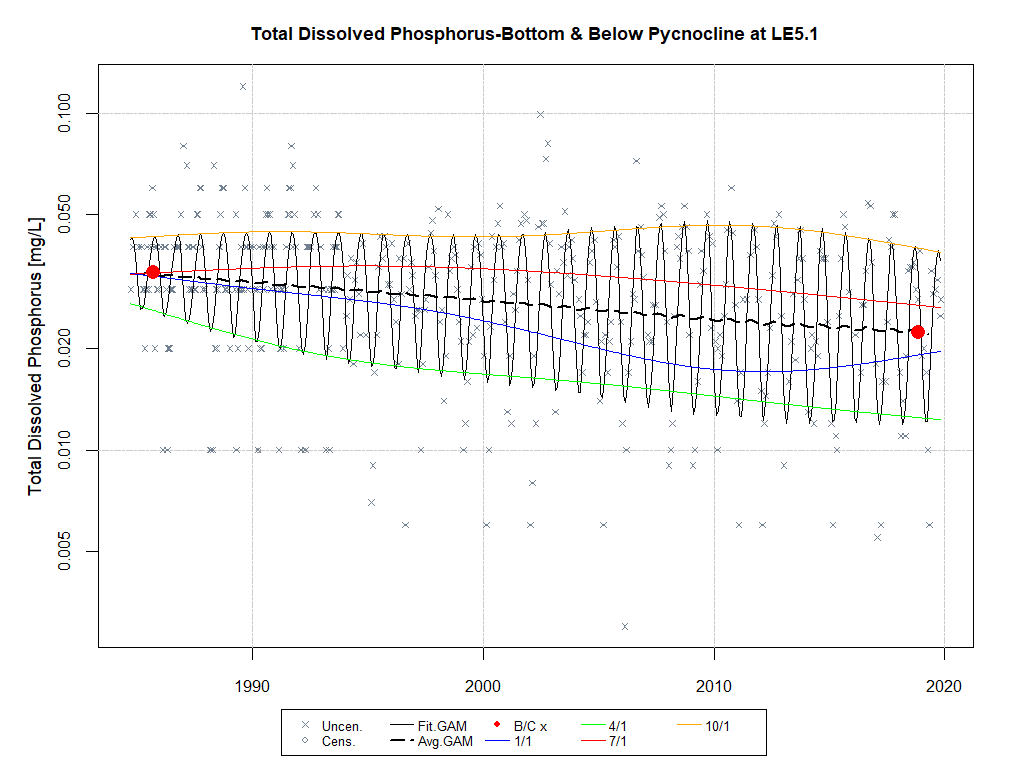 Total Dissolved Phosphorus-Bottom & Below Pycnocline at LE5.1
Total Dissolved Phosphorus [mg/L]
0.100
0.050
0.020
0.010
0.005
1990 2000 2010 2020
Uncen. Fit.GAM B/C x 4/1 10/1
Cens. Avg.GAM 1/1 7/1